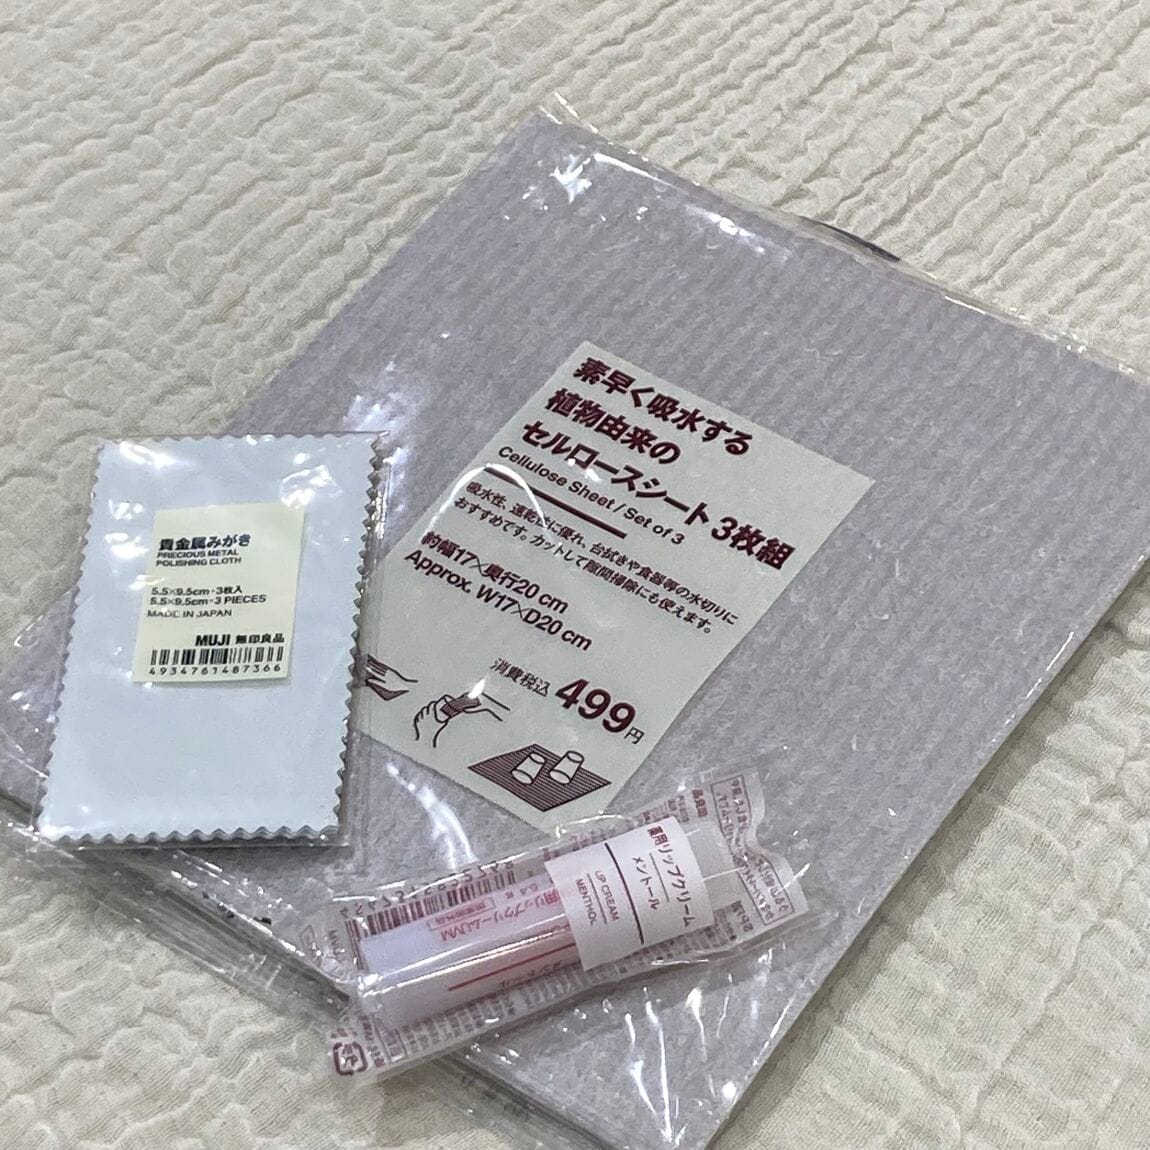 素早く吸水する
植物由来の
セルロースシート 3枚組
Cellulose Sheet / Set of 3
吸水性、速乾性に優れ、台拭きや食器等の水切りに
おすすめです。カットして隙間掃除にも使えます。
約幅17×奥行20 cm
Approx. W17×D20 cm
消費税込 499円
貴金属みがき
PRECIOUS METAL
POLISHING CLOTH
5.5×9.5cm・3枚入
5.5×9.5cm・3 PIECES
MADE IN JAPAN
MUJI 無印良品
4934761487366
薬用リップクリーム
メントール
LIP CREAM
MENTHOL